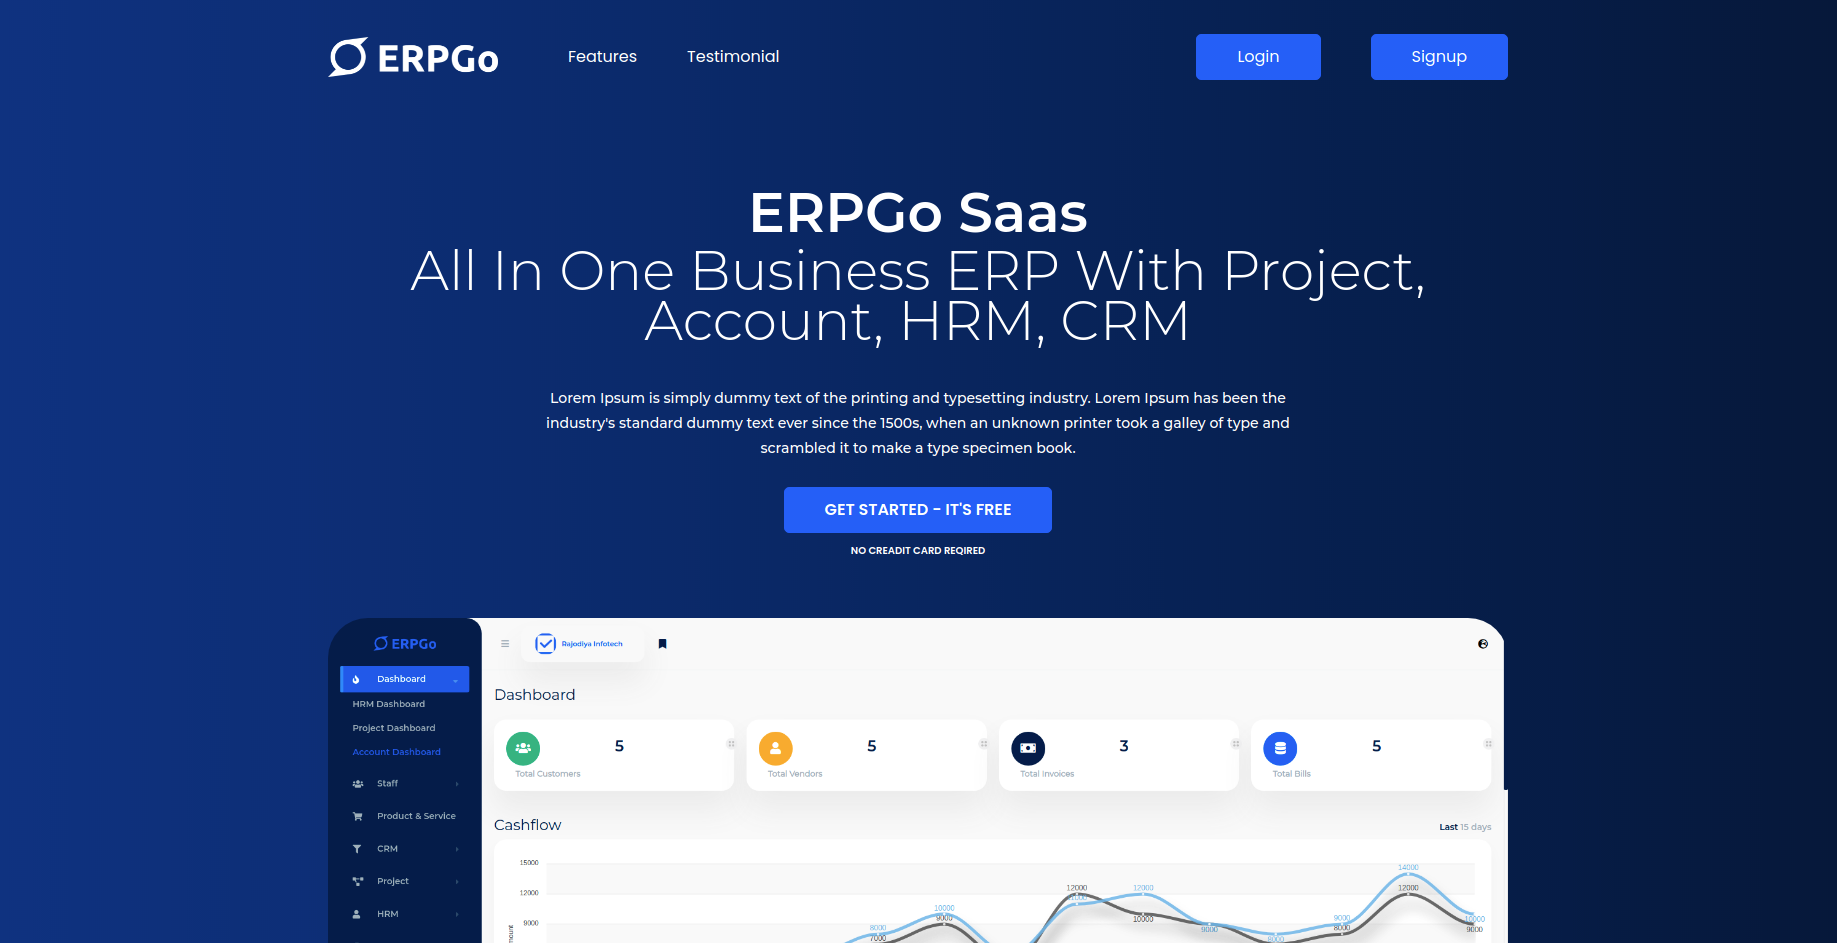 ERPGo
Features
Testimonial
Login
Signup
ERPGo Saas
All In One Business ERP With Project,
Account, HRM, CRM
Lorem Ipsum is simply dummy text of the printing and typesetting industry. Lorem Ipsum has been the
industry's standard dummy text ever since the 1500s, when an unknown printer took a galley of type and
scrambled it to make a type specimen book.
GET STARTED - IT'S FREE
NO CREADIT CARD REQIRED
ERPGo
Dashboard
HRM Dashboard
Project Dashboard
Account Dashboard
Staff
Product & Service
CRM
Project
HRM
Rajodiya Infotech
Dashboard
5
Total Customers
5
Total Vendors
3
Total Invoices
5
Total Bills
Cashflow
Last 15 days
15000
12000
9000
8000
7000
10000
9000
12000
11000
12000
10000
9000
8000
9000
8000
14000
12000
10000
9000